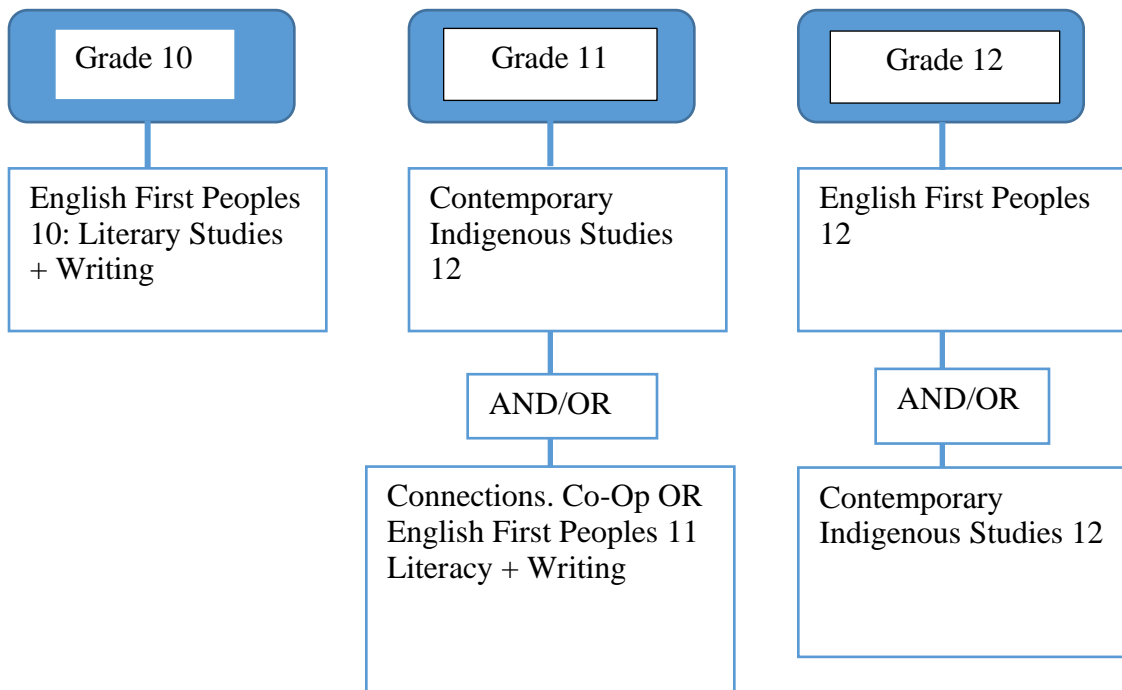 Grade 10
Grade 11
Grade 12
English First Peoples
10: Literary Studies
+ Writing
Contemporary
Indigenous Studies
12
English First Peoples
12
AND/OR
AND/OR
Connections. Co-Op OR
English First Peoples 11
Literacy + Writing
Contemporary
Indigenous Studies 12